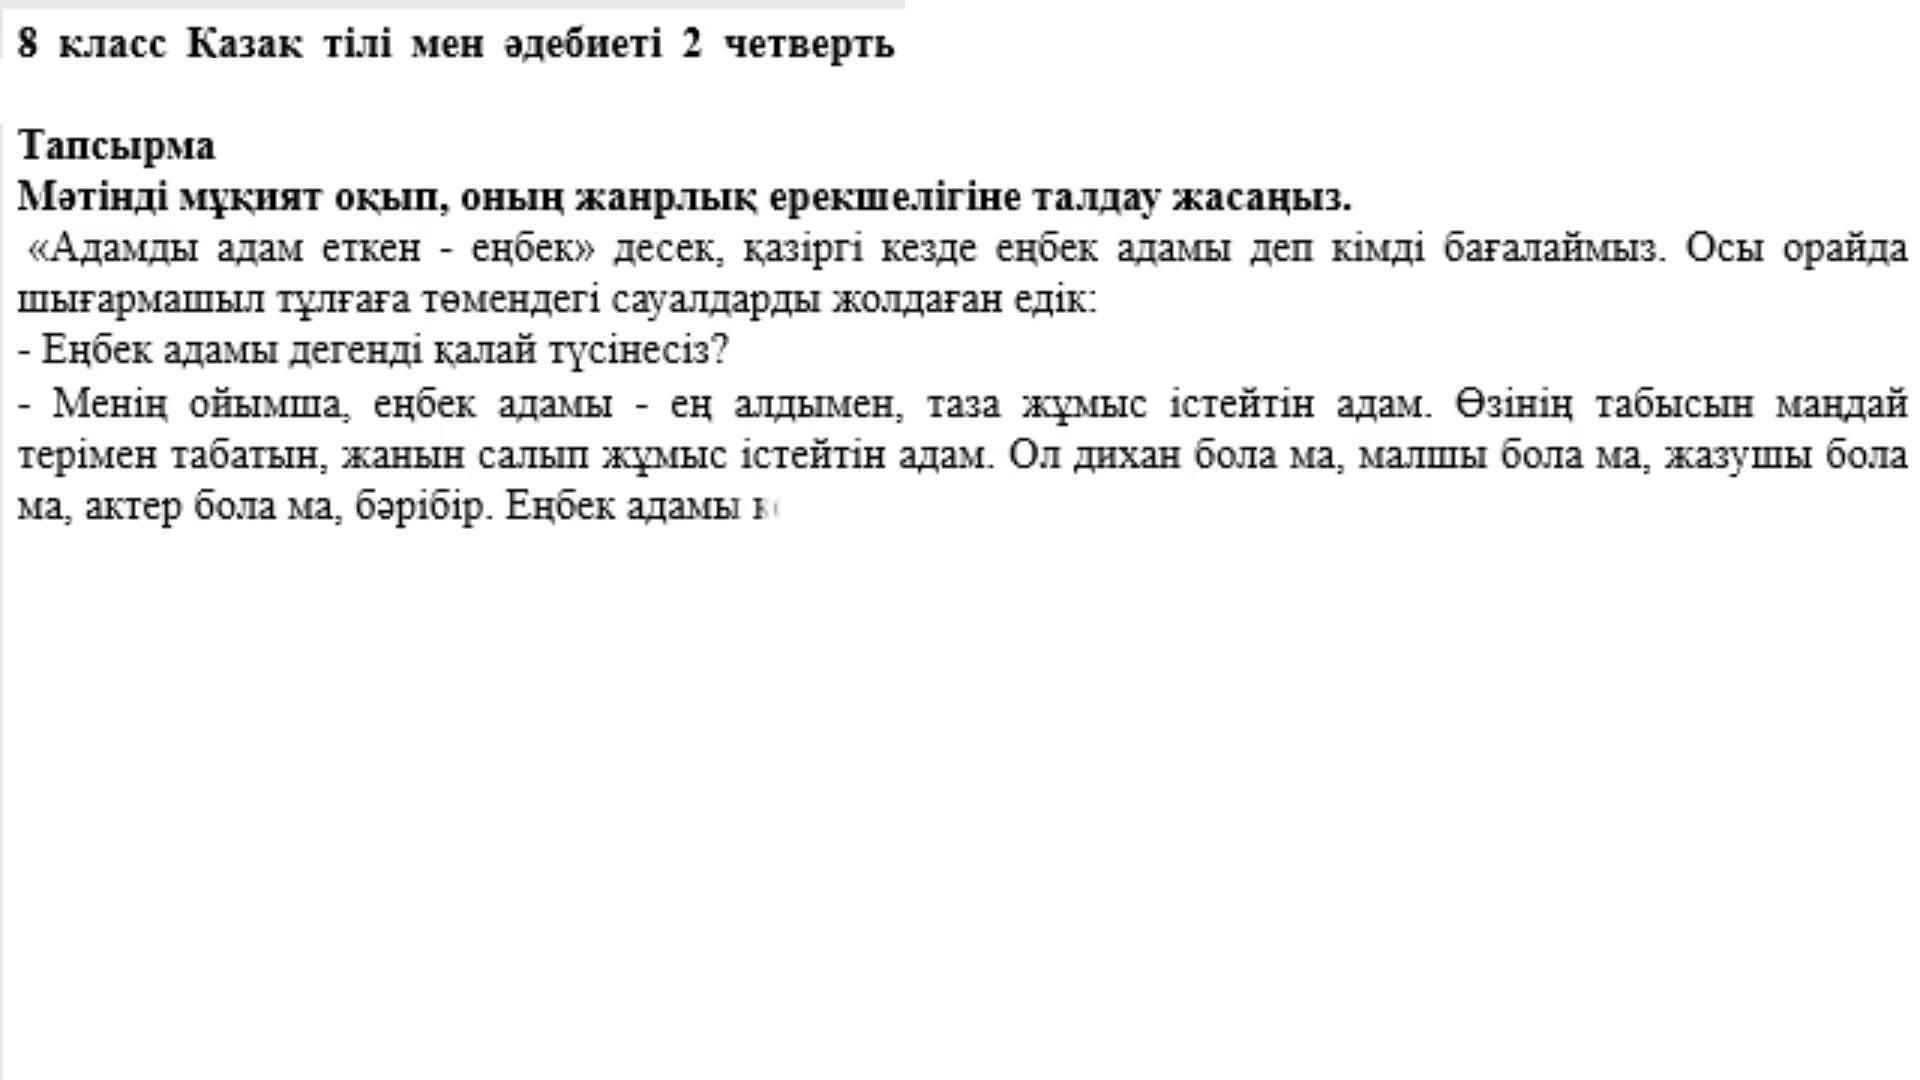 8 класс Қазақ тілі мен әдебиеті 2 четверть
Тапсырма
Мәтінді мұқият оқып, оның жанрлық ерекшелігіне талдау жасаңыз.
«Адамды адам еткен - еңбек» десек, қазіргі кезде еңбек адамы деп кімді бағалаймыз. Осы орайда
шығармашыл тұлғаға төмендегі сауалдарды жолдаған едік:
- Еңбек адамы дегенді қалай түсінесіз?
- Менің ойымша, еңбек адамы - ең алдымен, таза жұмыс істейтін адам. Өзінің табысын маңдай
терімен табатын, жанын салып жұмыс істейтін адам. Ол дихан бола ма, малшы бола ма, жазушы бола
ма, актер бола ма, бәрібір. Еңбек адамы